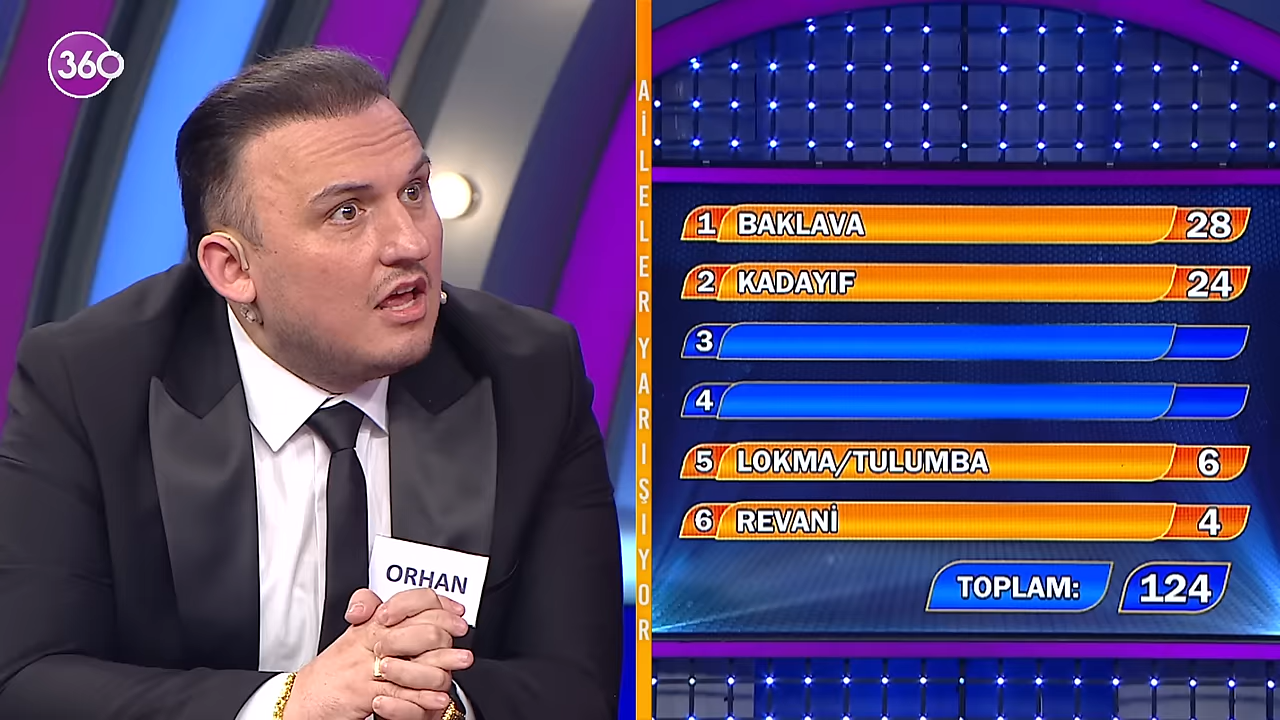 360
ORHAN
AİLELER YARIŞIYOR
1 BAKLAVA 28
2 KADAYIF 24
3
4
5 LOKMA/TULUMBA 6
6 REVANİ 4
TOPLAM: 124